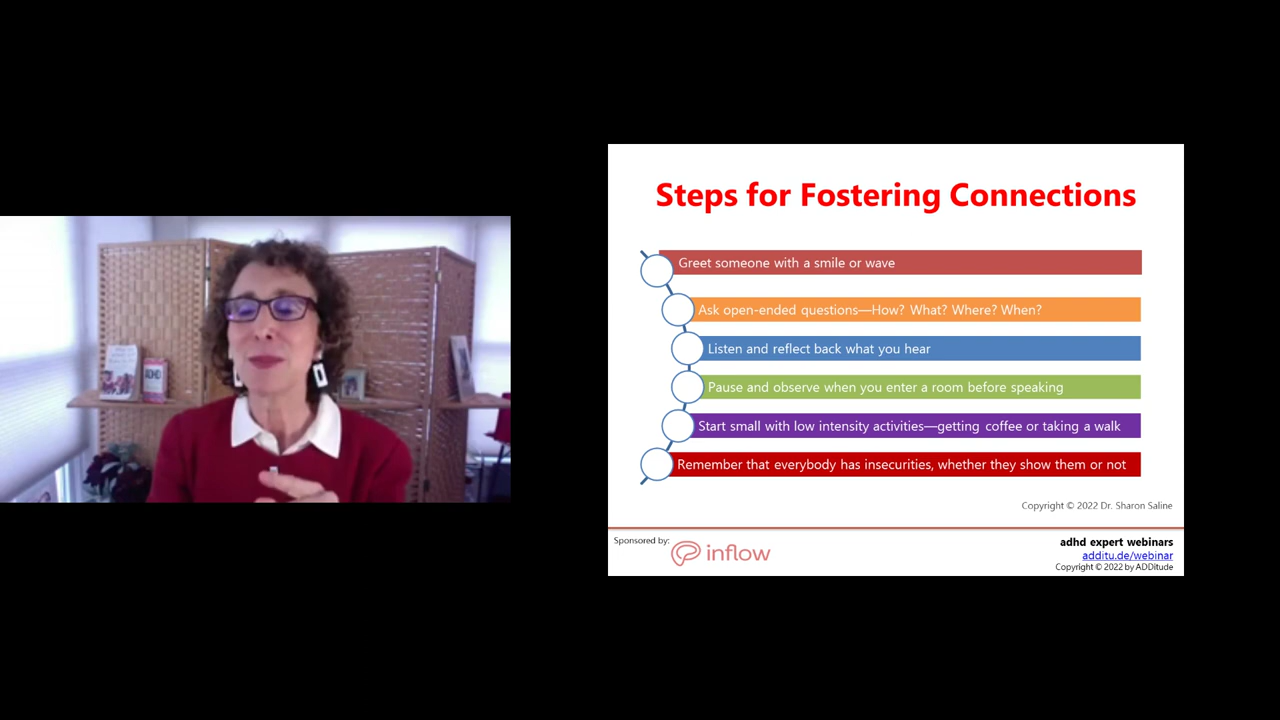 Steps for Fostering Connections
Greet someone with a smile or wave
Ask open-ended questions—How? What? Where? When?
Listen and reflect back what you hear
Pause and observe when you enter a room before speaking
Start small with low intensity activities—getting coffee or taking a walk
Remember that everybody has insecurities, whether they show them or not
Copyright © 2022 Dr. Sharon Saline
Sponsored by:
inflow
adhd expert webinars
additu.de/webinar
Copyright © 2022 by ADDitude
ADHD